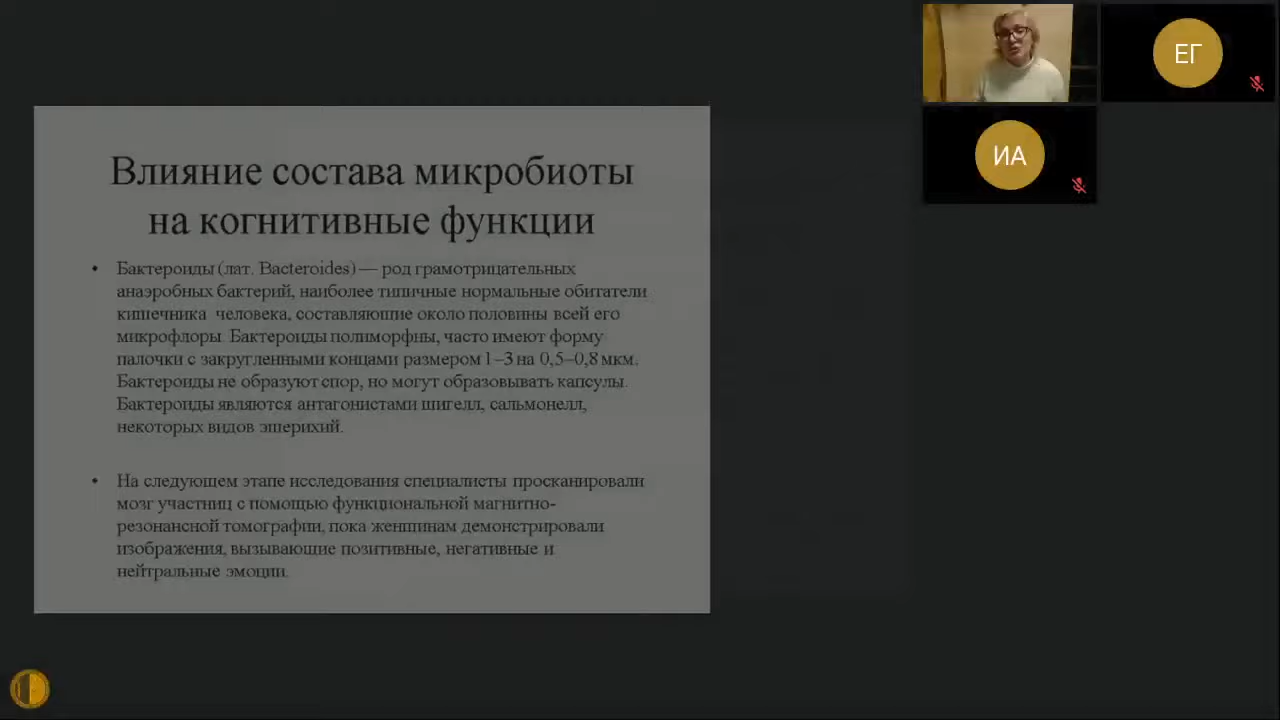 ЕГ
ИА
Влияние состава микробиоты
на когнитивные функции
• Бактероиды (лат. Bacteroides) — род грамотрицательных
анаэробных бактерий, наиболее типичные нормальные обитатели
кишечника человека, составляющие около половины всей его
микрофлоры. Бактероиды полиморфны, часто имеют форму
палочки с закругленными концами размером 1–3 на 0,5–0,8 мкм.
Бактероиды не образуют спор, но могут образовывать капсулы.
Бактероиды являются антагонистами шигелл, сальмонелл,
некоторых видов эшерихий.
• На следующем этапе исследования специалисты просканировали
мозг участниц с помощью функциональной магнитно-
резонансной томографии, пока женщинам демонстрировали
изображения, вызывающие позитивные, негативные и
нейтральные эмоции.